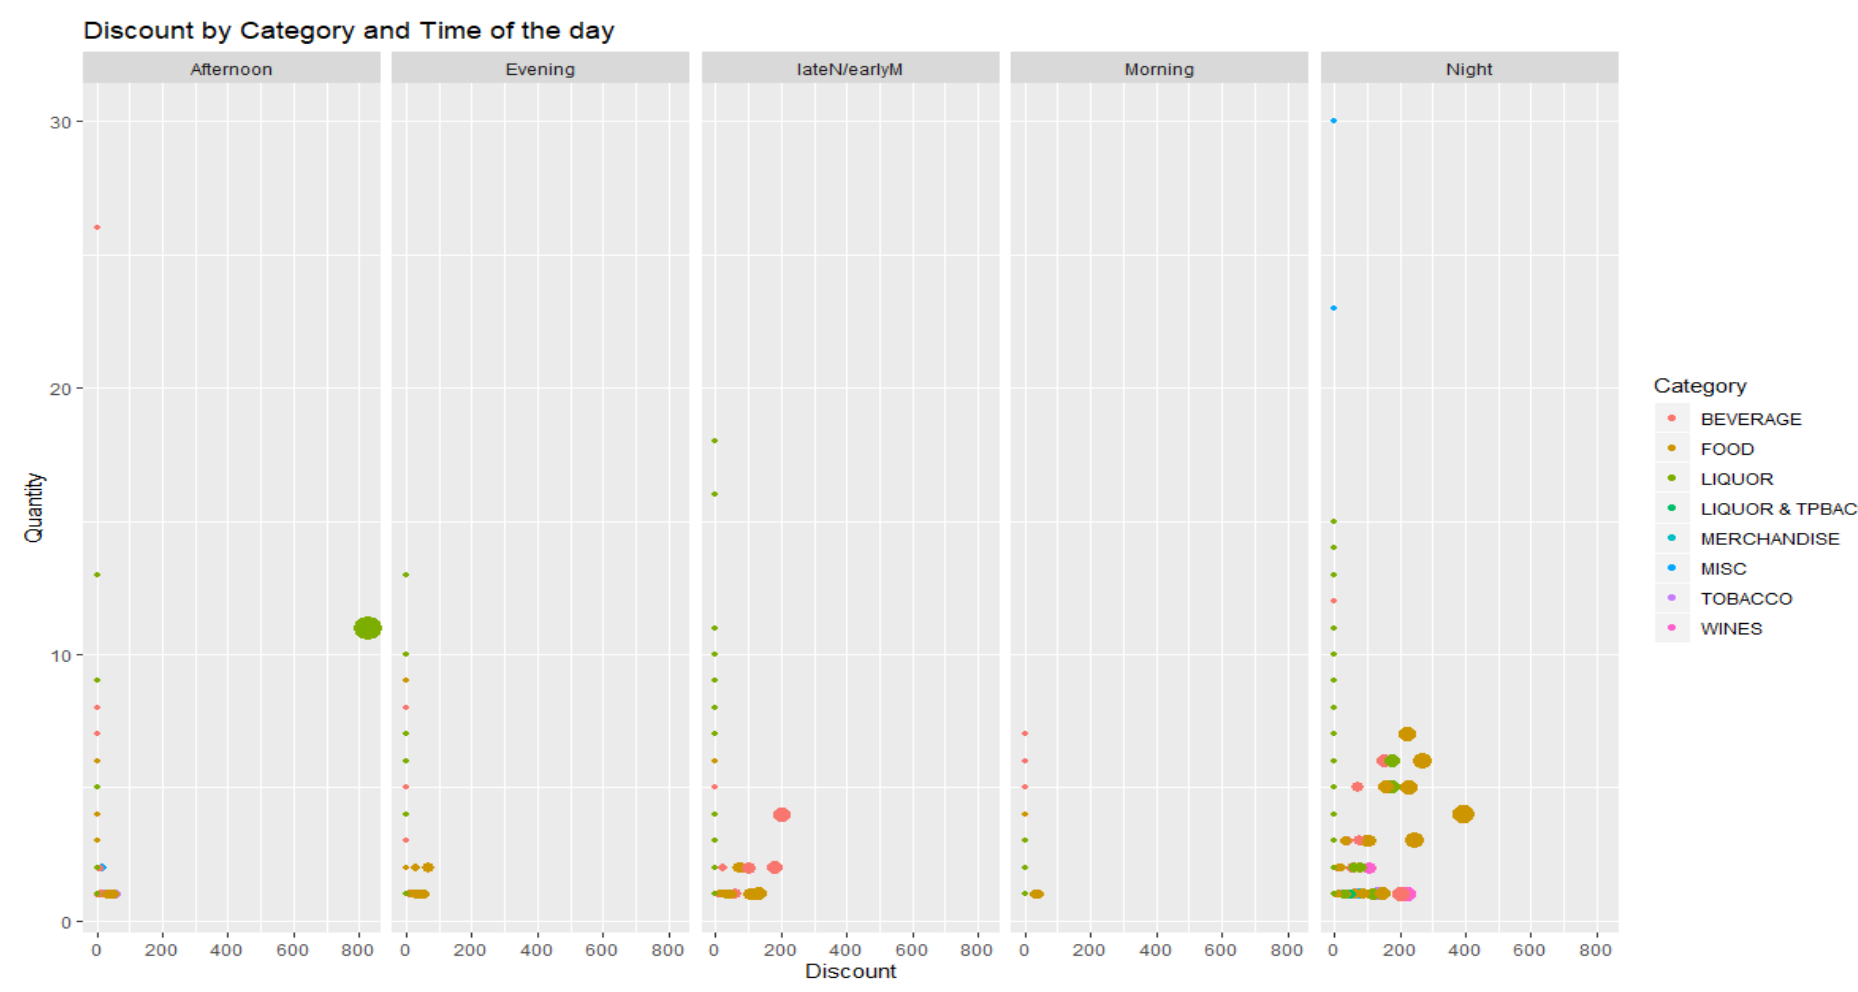 Discount by Category and Time of the day
Afternoon Evening lateN/earlyM Morning Night
30
20
10
0
Quantity
0 200 400 600 800 0 200 400 600 800 0 200 400 600 800 0 200 400 600 800 0 200 400 600 800
Discount
Category
BEVERAGE
FOOD
LIQUOR
LIQUOR & TPBAC
MERCHANDISE
MISC
TOBACCO
WINES